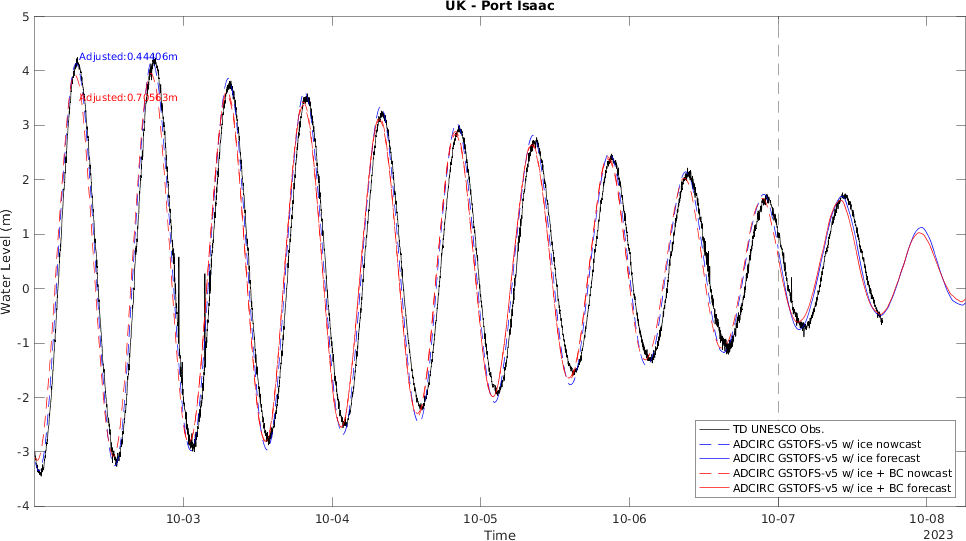 UK - Port Isaac
5
4
3
2
1
0
-1
-2
-3
-4
Water Level (m)
Adjusted:0.44406m
Adjusted:0.70563m
TD UNESCO Obs.
ADCIRC GSTOFS-v5 w/ ice nowcast
ADCIRC GSTOFS-v5 w/ ice forecast
ADCIRC GSTOFS-v5 w/ ice + BC nowcast
ADCIRC GSTOFS-v5 w/ ice + BC forecast
10-03 10-04 10-05 10-06 10-07 10-08
2023
Time